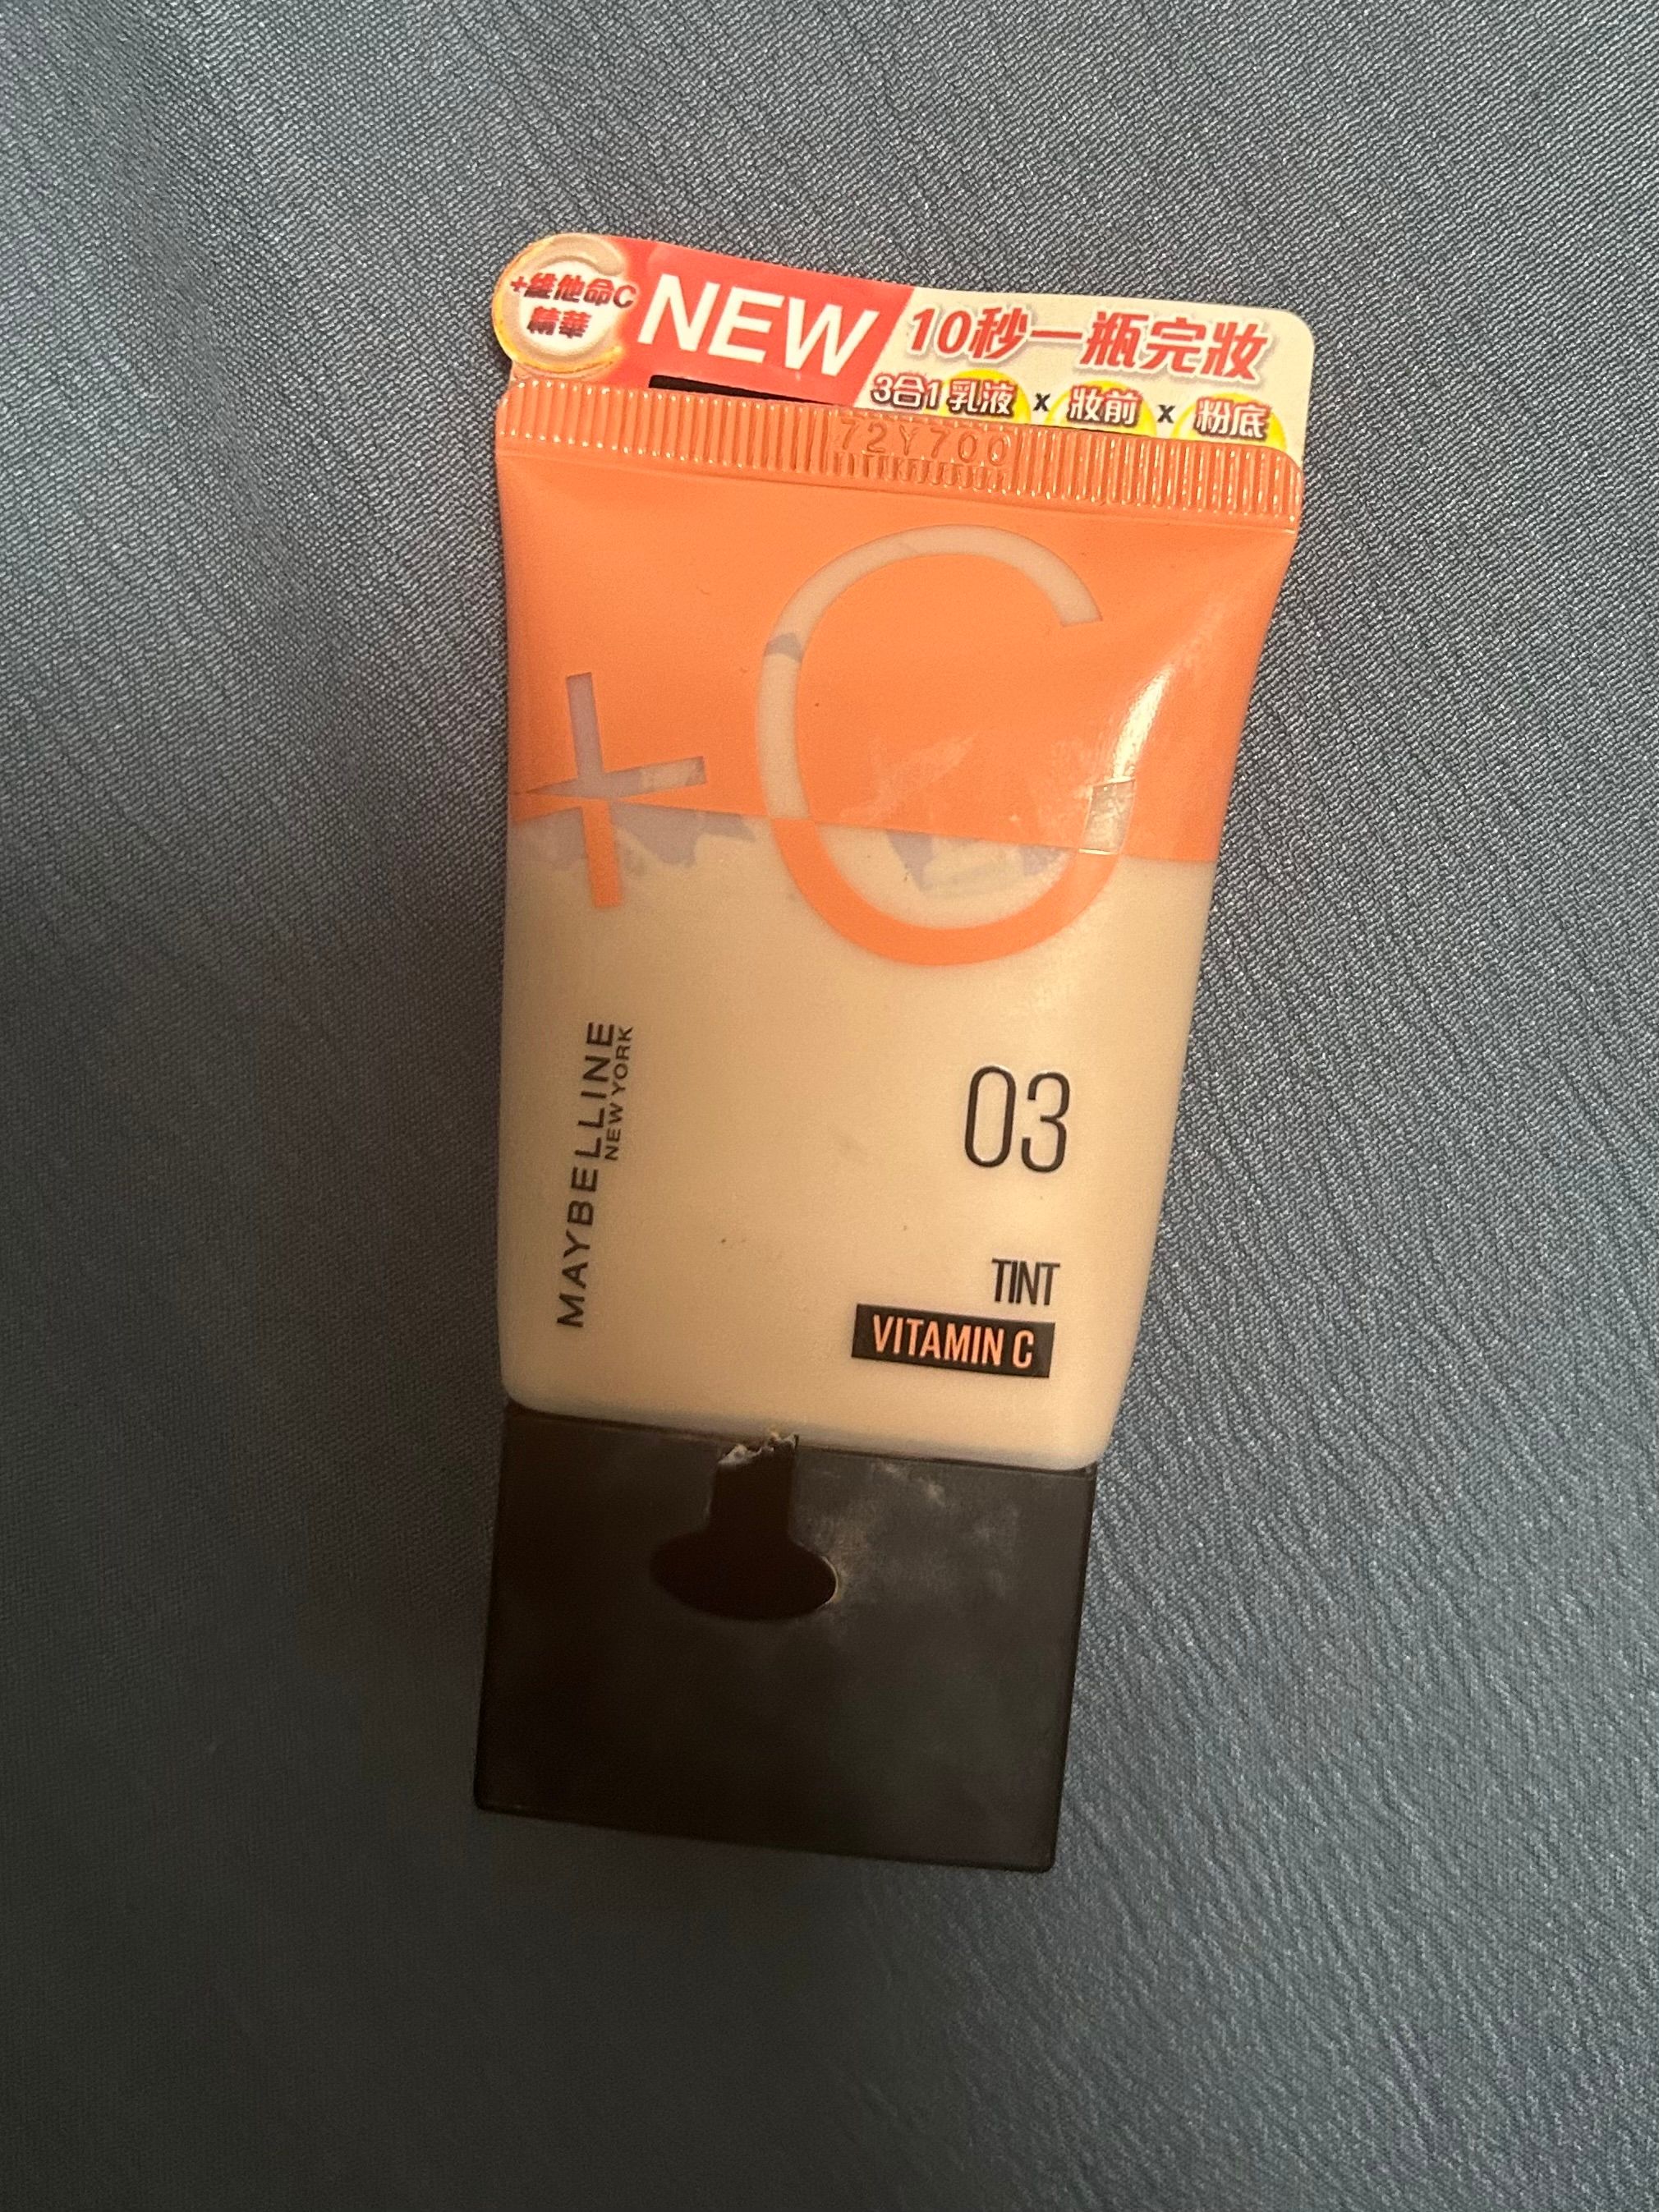 +維他命C
精華
NEW
10秒一瓶完妝
3合1 乳液 x 妝前 x 粉底
72Y700
+C
MAYBELLINE
NEW YORK
03
TINT
VITAMIN C